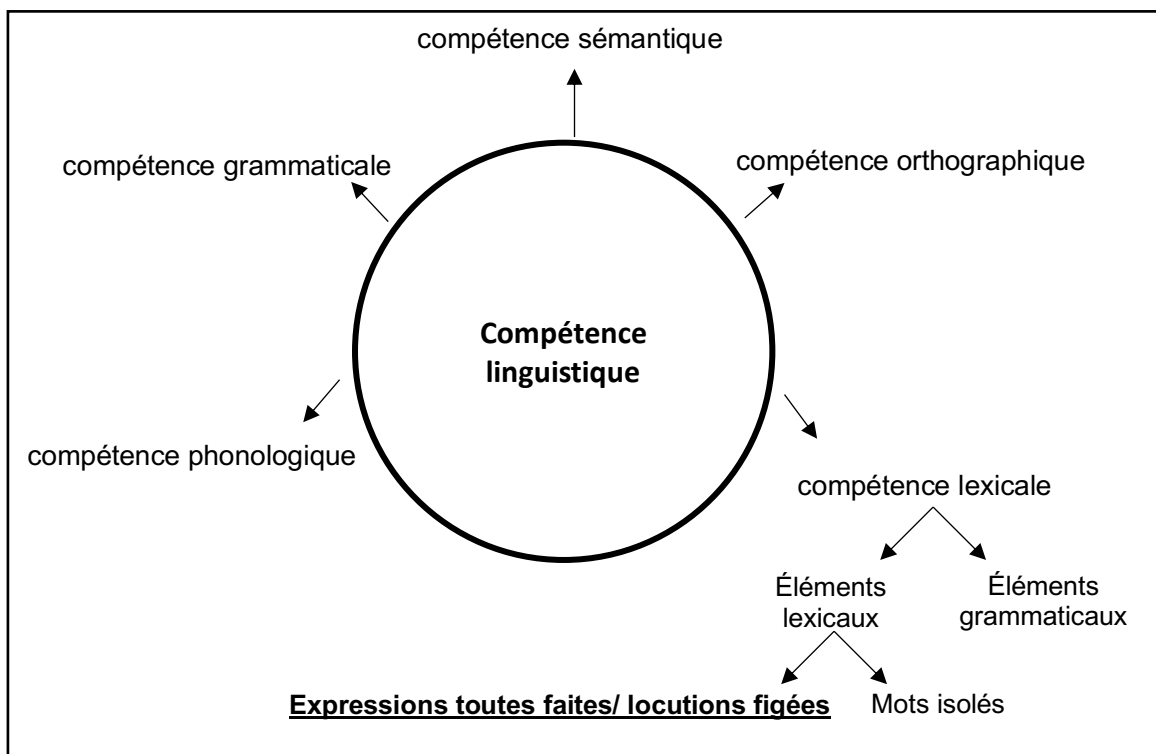 compétence sémantique
compétence grammaticale
compétence orthographique
Compétence
linguistique
compétence phonologique
compétence lexicale
Éléments
lexicaux
Éléments
grammaticaux
Expressions toutes faites/ locutions figées
Mots isolés